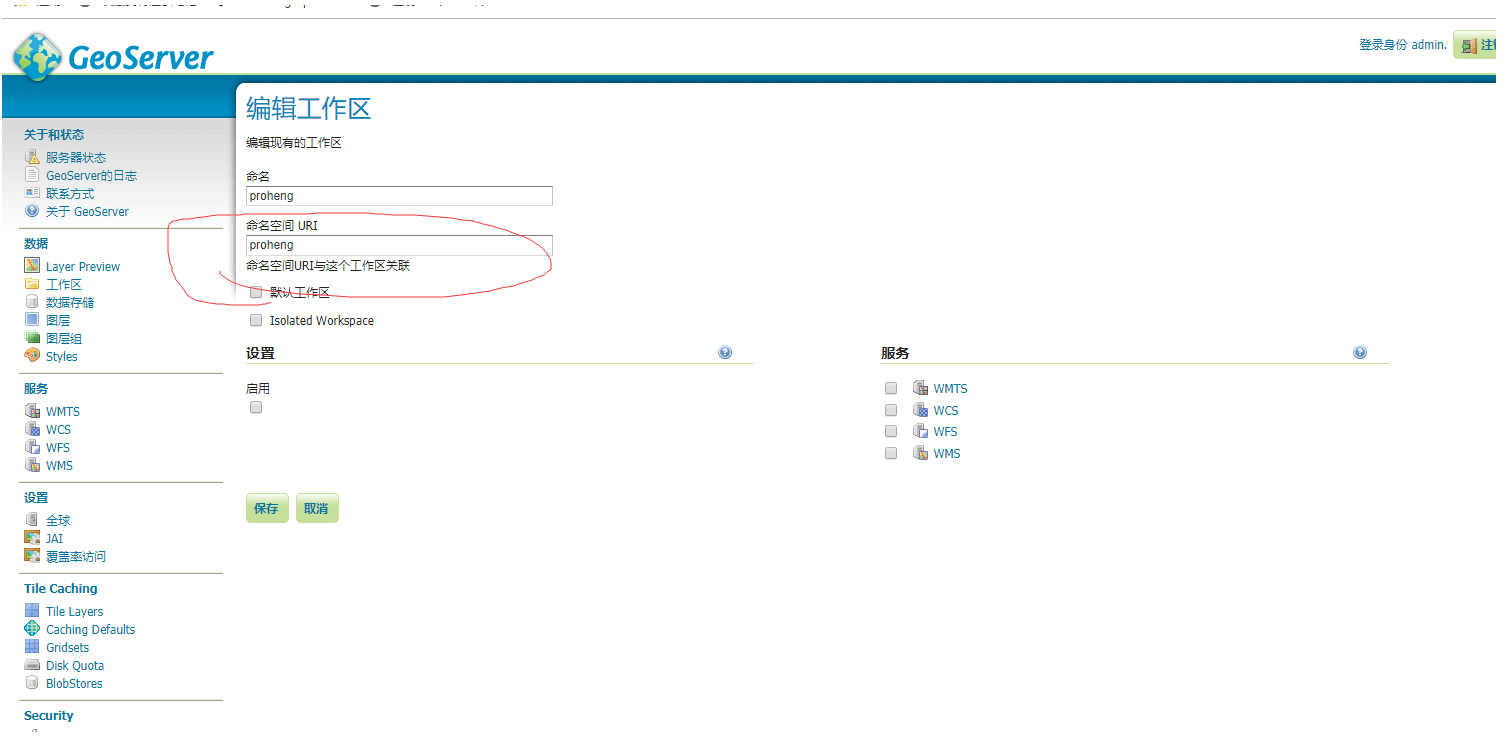 GeoServer
登录身份 admin.
编辑工作区
编辑现有的工作区
命名
proheng
命名空间 URI
proheng
命名空间URI与这个工作区关联
默认工作区
Isolated Workspace
设置
启用
服务
WMTS
WCS
WFS
WMS
保存
取消
关于和状态
服务器状态
GeoServer的日志
联系方式
关于 GeoServer
数据
Layer Preview
工作区
数据存储
图层
图层组
Styles
服务
WMTS
WCS
WFS
WMS
设置
全球
JAI
覆盖率访问
Tile Caching
Tile Layers
Caching Defaults
Gridsets
Disk Quota
BlobStores
Security